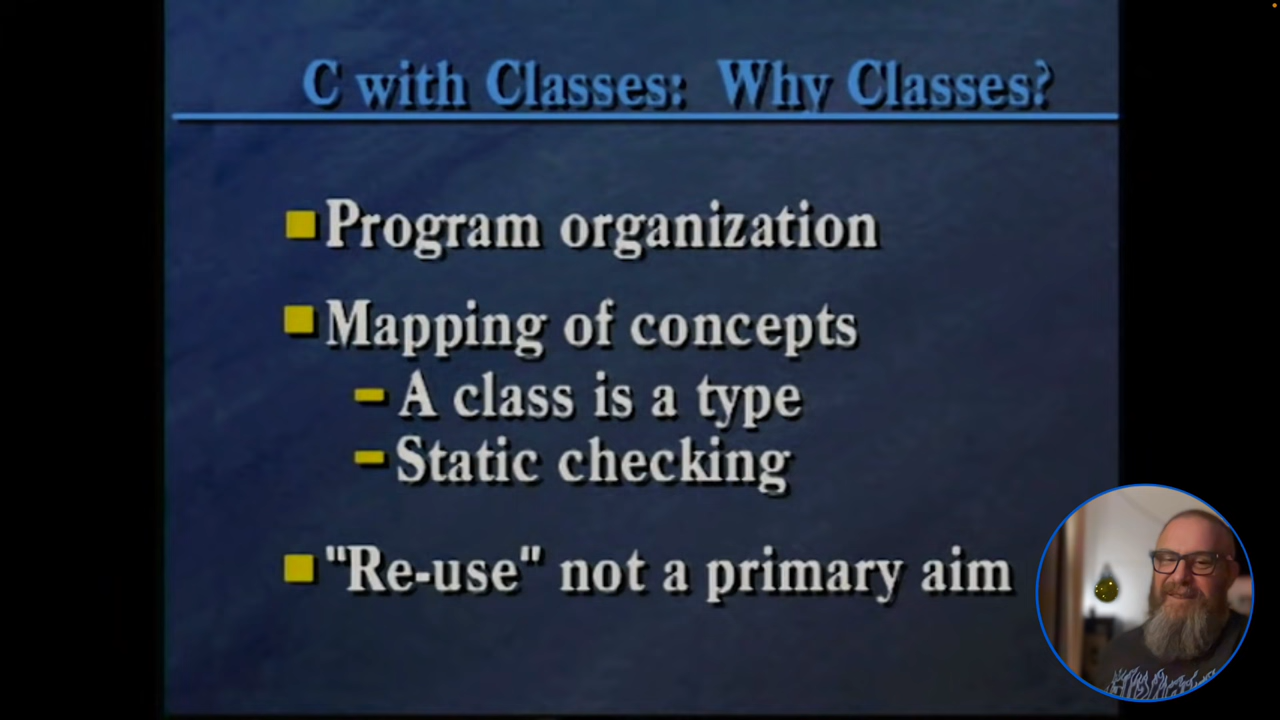 C with Classes: Why Classes?
Program organization
Mapping of concepts
- A class is a type
- Static checking
"Re-use" not a primary aim